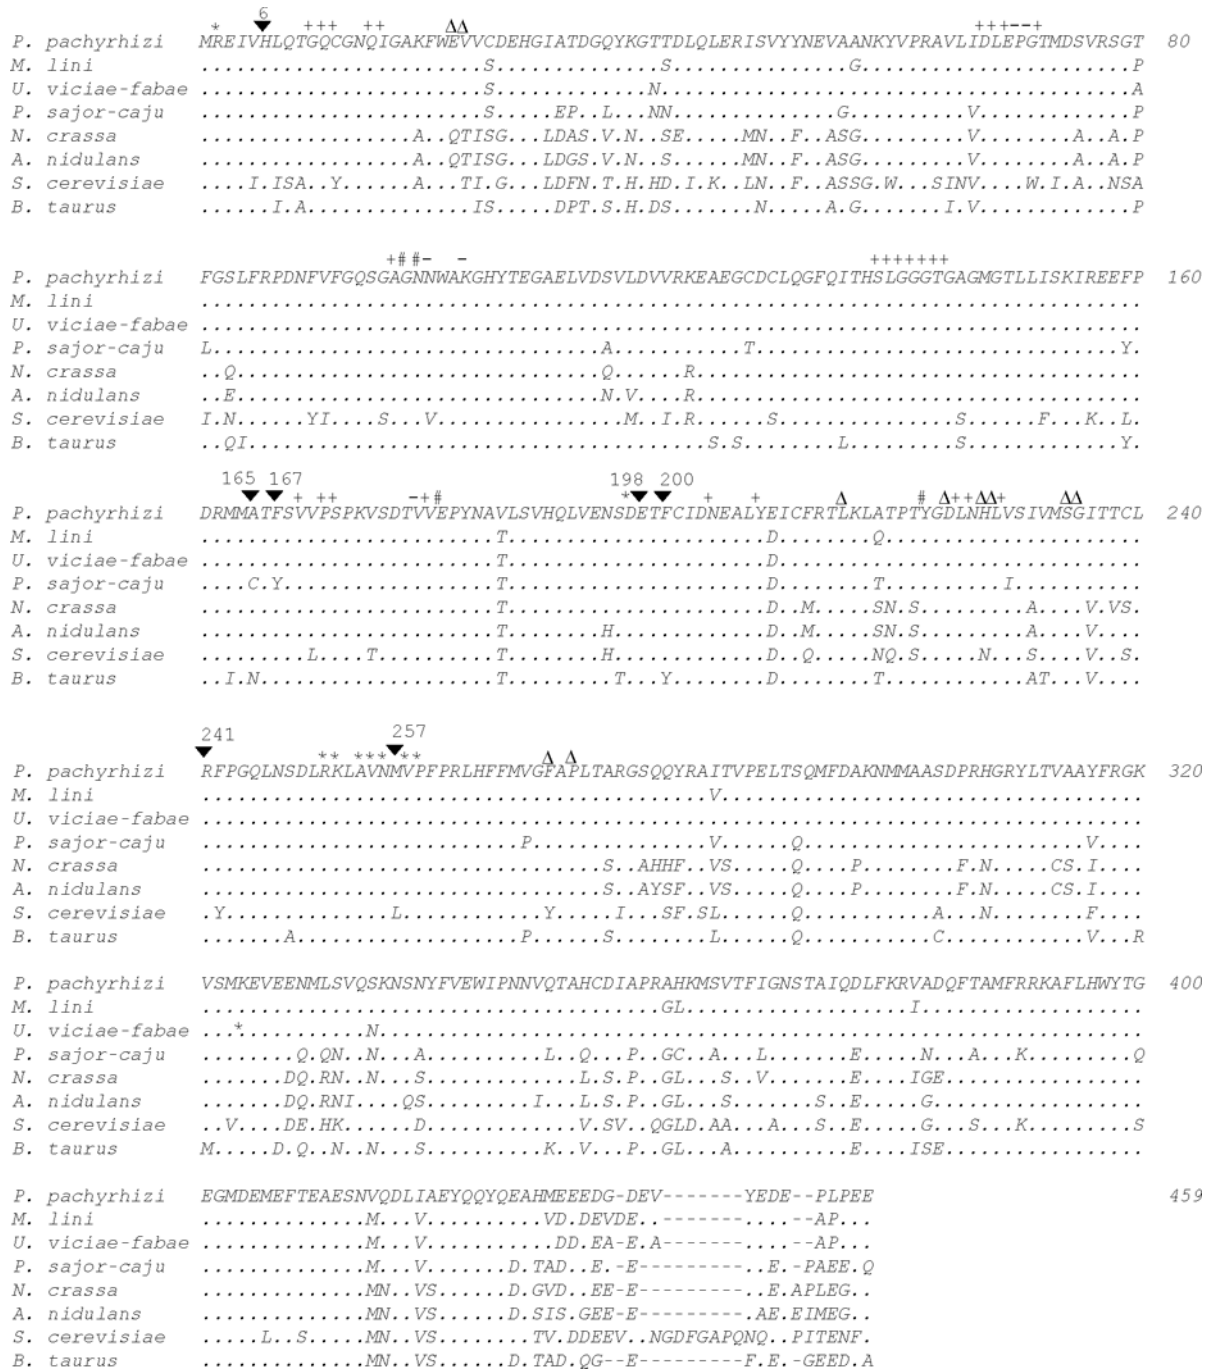 6
* ▼ +++ ++ ΔΔ +++--+
P. pachyrhizi MREIVHLQTGQCGNQIGAKFWEVVCDEHGIATDGQYKGTTDLQLERISVYYNEVAANKYVPRAVLIDLEPGTMDSVRSGT 80
M. lini ........................S..............S...............G.......................P
U. viciae-fabae ........................S.............N........................................A
P. sajor-caju ........................S.....EP..L..NN............G...........V.............P
N. crassa ..................A..QTISG...LDAS.V.N..SE.....MN..F..ASG.........V........A..A.P
A. nidulans ..................A..QTISG...LDGS.V.N..S......MN..F..ASG.........V........A..A.P
S. cerevisiae ....I.ISA..Y......A...TI.G...LDFN.T.H.HD.I.K..LN..F..ASSG.W...SINV....W.I.A..NSA
B. taurus ......I.A..............IS.....DPT.S.H.DS.......N.....A.G.......I.V.............P
+# #- - +++++++
P. pachyrhizi FGSLFRPDNFVFGQSGAGNNWAKGHYTEGAELVDSVLDVVRKEAEGCDCLQGFQITHSLGGGTGAGMGTLLISKIREEFP 160
M. lini ................................................................................
U. viciae-fabae ................................................................................
P. sajor-caju L.................................A...........T...............................Y.
N. crassa ..Q...............................Q......R......................................
A. nidulans ..E...............................N.V....R......................................
S. cerevisiae I.N......YI....S...V................M..I.R......S...............S......F...K..L.
B. taurus ..QI.......................................S.S........L.........S.............Y.
165 167 198 200
▼ ▼ + ++ -+# *▼ ▼ + + Δ # Δ++ΔΔ+ ΔΔ
P. pachyrhizi DRMMATFSVVPSPKVSDTVVEPYNAVLSVHQLVENSDETFCIDNEALYEICFRTLKLATPTYGDLNHLVSIVMSGITTCL 240
M. lini .........................T......................D........Q......................
U. viciae-fabae .........................T......................D...............................
P. sajor-caju ....C.Y..................T......................D........T..........I...........
N. crassa .........................T......................D..M.....SN.S.........A....V.VS.
A. nidulans .........................T........H.............D..M.....SN.S.........A....V....
S. cerevisiae .........L....T..........T........H.............D..Q.....NQ.S.....N...S....V..S.
B. taurus ..I.N....................T.........T...Y........D........T............AT...V....
241 257
▼ ** ***▼** Δ Δ
P. pachyrhizi RFPGQLNSDLRKLAVNMVPFPRLHFFMVGFAPLTARGSQQYRAITVPELTSQMFDAKNMMAASDPRHGRYLTVAAYFRGK 320
M. lini ...........................................V....................................
U. viciae-fabae ................................................................................
P. sajor-caju ...........................P...............V......Q........................V....
N. crassa ..................................S..AHHF..VS.....Q....P........F.N.....CS.I....
A. nidulans ..................................S..AYSF..VS.....Q....P........F.N.....CS.I....
S. cerevisiae .Y..............L............Y.....I...SF.SL......Q...........A...N........F....
B. taurus .......A...................P......S........L......Q...........C............V...R
P. pachyrhizi VSMKEVEENMLSVQSKNSNYFVEWIPNNVQTAHCDIAPRAHKMSVTFIGNSTAIQDLFKRVADQFTAMFRRKAFLHWYTG 400
M. lini .......................................GL...................I...................
U. viciae-fabae ...*..........N.................................................................
P. sajor-caju ........Q.QN..N...A..........L..Q...P..GC..A...L.......E.....N...A...K.........Q
N. crassa .......DQ.RN..N...S.............L.S.P..GL...S..V.......E....IGE.................
A. nidulans .......DQ.RNI....QS..........I...L.S.P..GL...S.......S..E.....G.................
S. cerevisiae ..V....DE.HK......D.............V.SV..QGLD.AA...A...S..E.....G...S...K.........S
B. taurus M.....D.Q..N..N...S..........K..V...P..GL...A..........E....ISE.................
P. pachyrhizi EGMDEMEFTEAESNVQDLIAEYQQYQEAHMEEEDG-DEV-------YEDE--PLPEE 459
M. lini ..............M...V..........VD.DEVDE..-------....--AP...
U. viciae-fabae ..............M...V...........DD.EA-E.A-------....--AP...
P. sajor-caju ..............M...V.......D.TAD..E.-E---------..E.-PAEE.Q
N. crassa ..............MN..VS......D.GVD..EE-E---------..E.APLEG.
A. nidulans ..............MN..VS......D.SIS.GEE-E---------.AE.EIMEG.
S. cerevisiae .....L..S.....MN..VS.........TV.DDEEV..NGDFGAPQNQ..PITENF.
B. taurus ..............MN..VS......D.TAD.QG--E---------F.E.-GEED.A